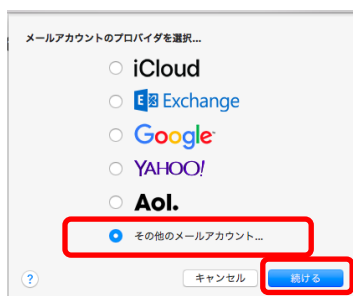 メールアカウントのプロバイダを選択...
iCloud
Exchange
Google
YAHOO!
Aol.
その他のメールアカウント...
?
キャンセル
続ける